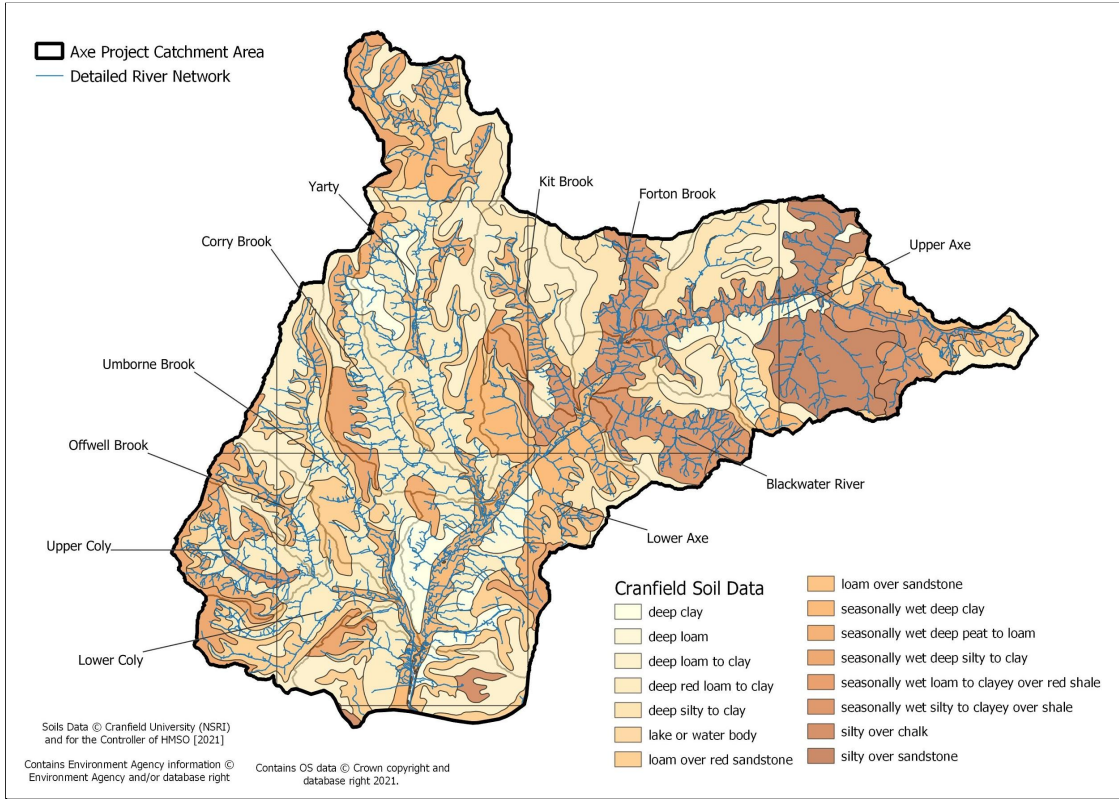 Axe Project Catchment Area
Detailed River Network
Yarty
Kit Brook
Forton Brook
Corry Brook
Upper Axe
Umborne Brook
Offwell Brook
Blackwater River
Upper Coly
Lower Axe
Lower Coly
Cranfield Soil Data
deep clay
deep loam
deep loam to clay
deep red loam to clay
deep silty to clay
lake or water body
loam over red sandstone
loam over sandstone
seasonally wet deep clay
seasonally wet deep peat to loam
seasonally wet deep silty to clay
seasonally wet loam to clayey over red shale
seasonally wet silty to clayey over shale
silty over chalk
silty over sandstone
Soils Data © Cranfield University (NSRI)
and for the Controller of HMSO [2021]
Contains Environment Agency information ©
Environment Agency and/or database right
Contains OS data © Crown copyright and
database right 2021.